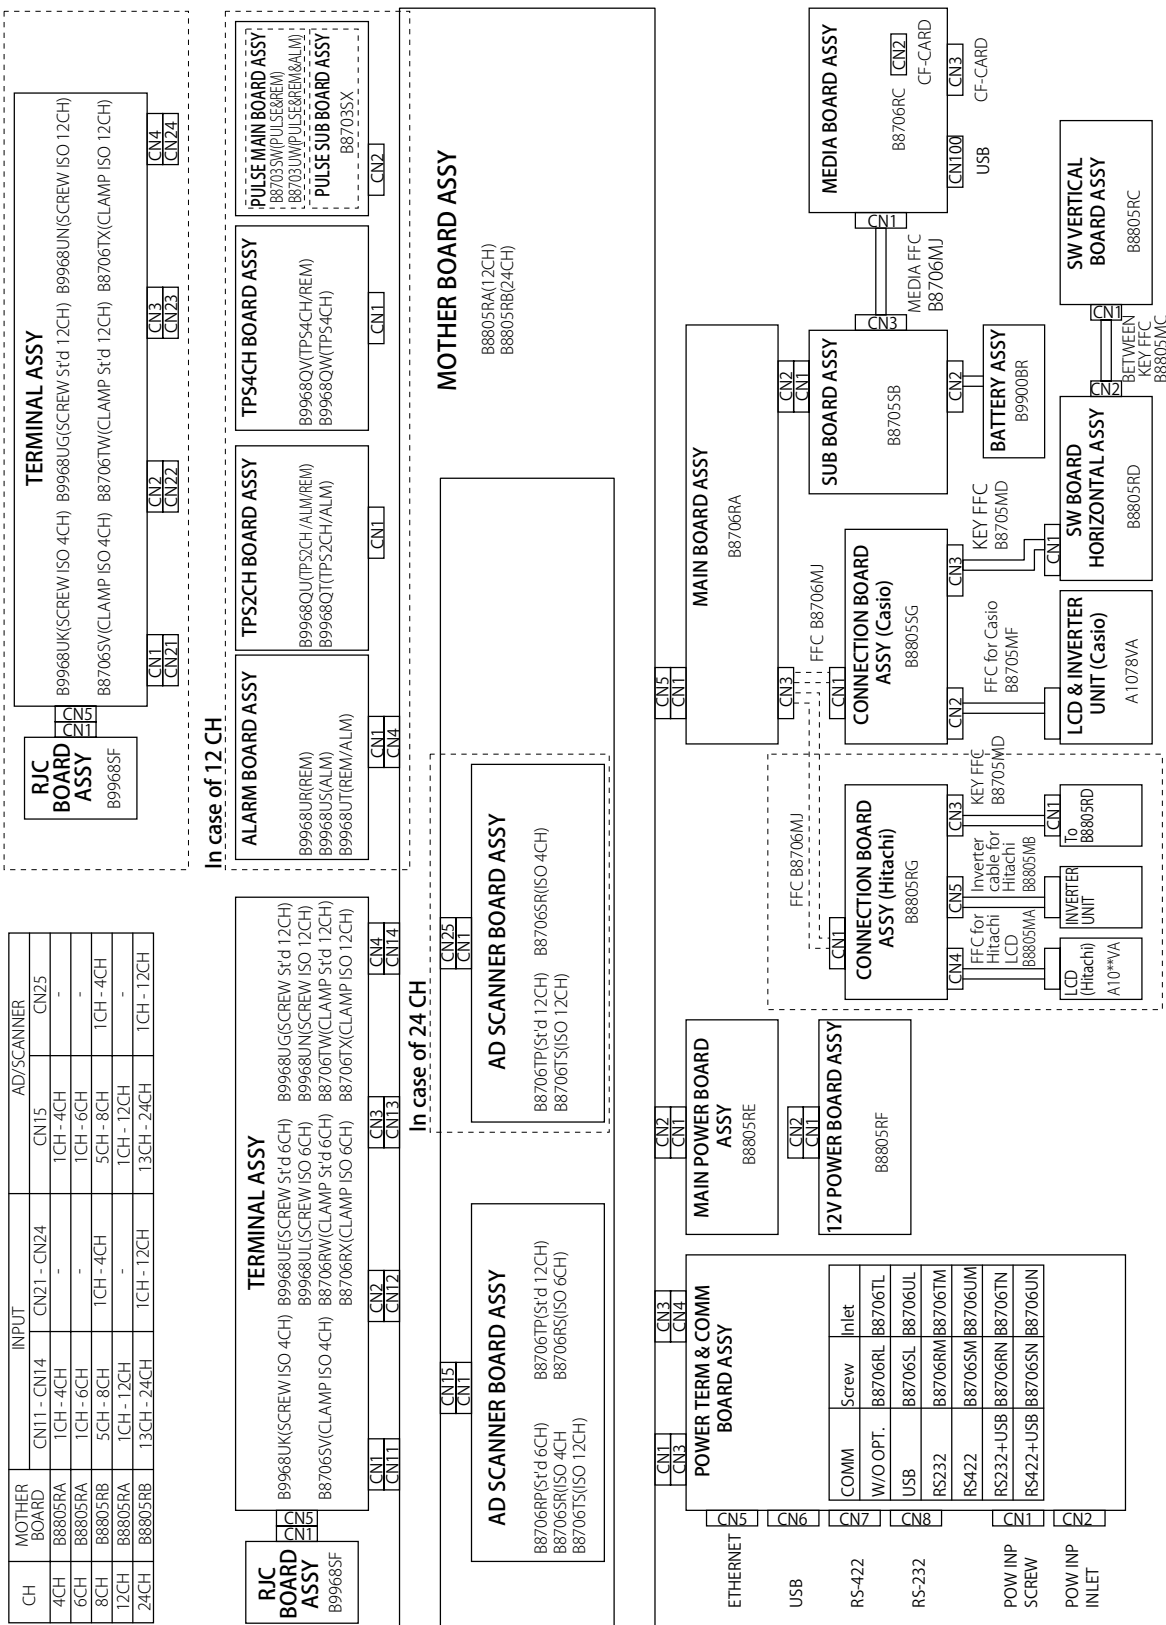 CH
MOTHER BOARD
INPUT
AD/SCANNER
CN11 - CN14
CN21 - CN24
CN15
CN25
4CH B8805RA 1CH - 4CH - 1CH - 4CH -
6CH B8805RA 1CH - 6CH - 1CH - 6CH -
8CH B8805RB 5CH - 8CH 1CH - 4CH 5CH - 8CH 1CH - 4CH
12CH B8805RA 1CH - 12CH - 1CH - 12CH -
24CH B8805RB 13CH - 24CH 1CH - 12CH 13CH - 24CH 1CH - 12CH
RJC
BOARD
ASSY
B9968SF
CN5
CN1
TERMINAL ASSY
B9968UK(SCREW ISO 4CH) B9968UG(SCREW St'd 12CH) B9968UN(SCREW ISO 12CH)
B8706SV(CLAMP ISO 4CH) B8706TW(CLAMP St'd 12CH) B8706TX(CLAMP ISO 12CH)
CN1
CN21
CN2
CN22
CN3
CN23
CN4
CN24
In case of 12 CH
RJC
BOARD
ASSY
B9968SF
CN5
CN1
TERMINAL ASSY
B9968UK(SCREW ISO 4CH) B9968UE(SCREW St'd 6CH) B9968UG(SCREW St'd 12CH)
B9968UL(SCREW ISO 6CH) B9968UN(SCREW ISO 12CH)
B8706SV(CLAMP ISO 4CH) B8706RW(CLAMP St'd 6CH) B8706TW(CLAMP St'd 12CH)
B8706RX(CLAMP ISO 6CH) B8706TX(CLAMP ISO 12CH)
CN1
CN11
CN2
CN12
CN3
CN13
CN4
CN14
ALARM BOARD ASSY
B9968UR(REM)
B9968US(ALM)
B9968UT(REM/ALM)
CN1
CN4
TPS2CH BOARD ASSY
B9968QU(TPS2CH/ALM/REM)
B9968QT(TPS2CH/ALM)
CN1
TPS4CH BOARD ASSY
B9968QV(TPS4CH/REM)
B9968QW(TPS4CH)
CN1
PULSE MAIN BOARD ASSY
B8703SW(PULSE&REM)
B8703UW(PULSE&REM&ALM)
PULSE SUB BOARD ASSY
B8703SX
CN2
MOTHER BOARD ASSY
B8805RA(12CH)
B8805RB(24CH)
In case of 24 CH
CN15
CN1
AD SCANNER BOARD ASSY
B8706RP(St'd 6CH) B8706TP(St'd 12CH)
B8706SR(ISO 4CH B8706RS(ISO 6CH)
B8706TS(ISO 12CH)
CN25
CN1
AD SCANNER BOARD ASSY
B8706TP(St'd 12CH) B8706SR(ISO 4CH)
B8706TS(ISO 12CH)
CN1
CN3
CN3
CN4
POWER TERM & COMM
BOARD ASSY
COMM Screw Inlet
W/O OPT. B8706RL B8706TL
USB B8706SL B8706UL
RS232 B8706RM B8706TM
RS422 B8706SM B8706UM
RS232+USB B8706RN B8706TN
RS422+USB B8706SN B8706UN
CN5
ETHERNET
CN6
USB
CN7
RS-422
CN8
RS-232
CN1
POW INP
SCREW
CN2
POW INP
INLET
CN2
CN1
MAIN POWER BOARD
ASSY
B8805RE
CN2
CN1
12V POWER BOARD ASSY
B8805RF
CN5
CN1
MAIN BOARD ASSY
B8706RA
CN3
CN2
CN1
FFC B8706MJ
FFC B8706MJ
CN1
CONNECTION BOARD
ASSY (Hitachi)
B8805RG
CN4
CN5
CN3
FFC for
Hitachi
LCD
B8805MA
Inverter
cable for
Hitachi
B8805MB
KEY FFC
B8705MD
LCD
(Hitachi)
A10**VA
INVERTER
UNIT
CN1
To
B8805RD
CN1
CONNECTION BOARD
ASSY (Casio)
B8805SG
CN2
CN3
FFC for Casio
B8705MF
KEY FFC
B8705MD
LCD & INVERTER
UNIT (Casio)
A1078VA
CN1
SW BOARD
HORIZONTAL ASSY
B8805RD
CN2
BETWEEN
KEY FFC
B8805MC
CN1
SW VERTICAL
BOARD ASSY
B8805RC
SUB BOARD ASSY
B8705SB
CN2
CN3
BATTERY ASSY
B9900BR
MEDIA FFC
B8706MJ
CN1
MEDIA BOARD ASSY
B8706RC
CN2
CF-CARD
CN100
USB
CN3
CF-CARD